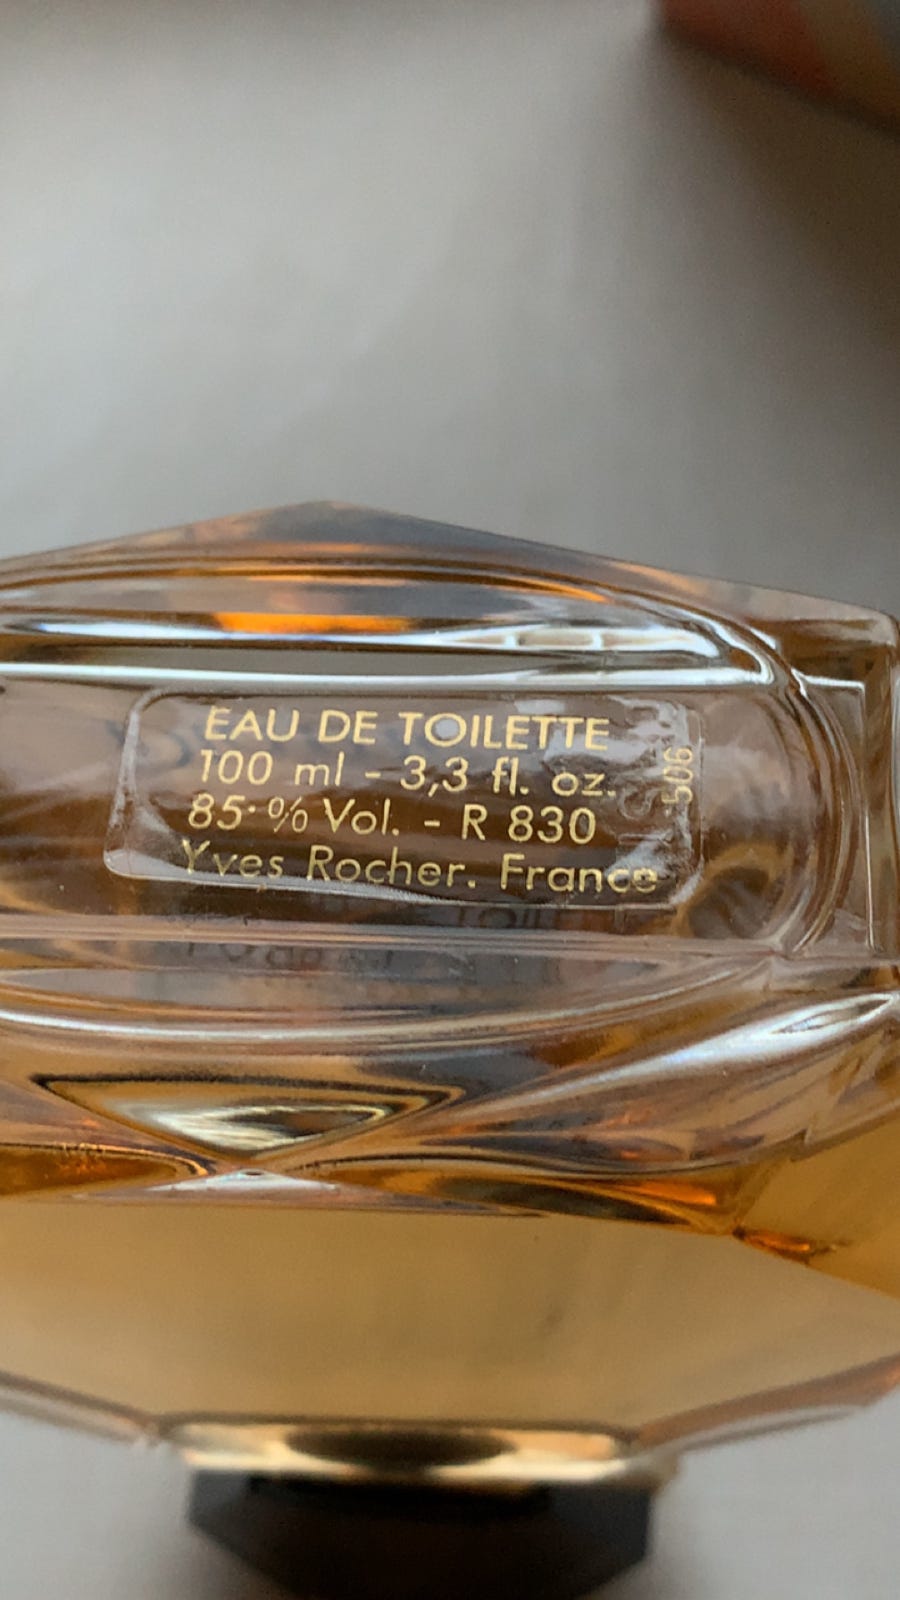 EAU DE TOILETTE
100 ml - 3,3 fl. oz.
85·% Vol. - R 830
Yves Rocher. France
506